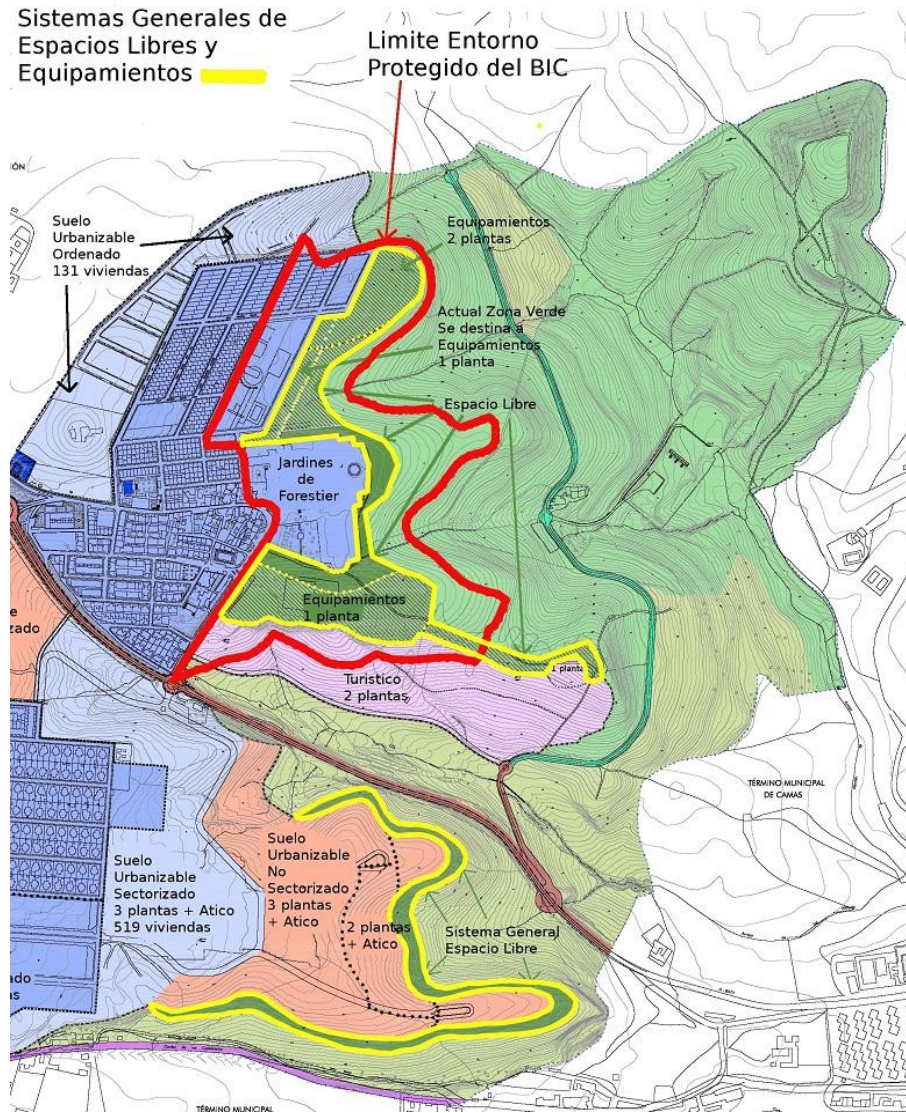 Sistemas Generales de
Espacios Libres y
Equipamientos
Limite Entorno
Protegido del BIC
IÓN
Suelo
Urbanizable
Ordenado
131 viviendas
Equipamientos
2 plantas
Actual Zona Verde
Se destina a
Equipamientos
1 planta
Espacio Libre
Jardines
de
Forestier
Equipamientos
1 planta
1 planta
Turistico
2 plantas
TÉRMINO MUNICIPAL
DE CAMAS
Suelo
Urbanizable
Sectorizado
3 plantas + Atico
519 viviendas
Suelo
Urbanizable
No
Sectorizado
3 plantas
+ Atico
2 plantas
+ Atico
Sistema General
Espacio Libre
TÉRMINO MUNICIPAL